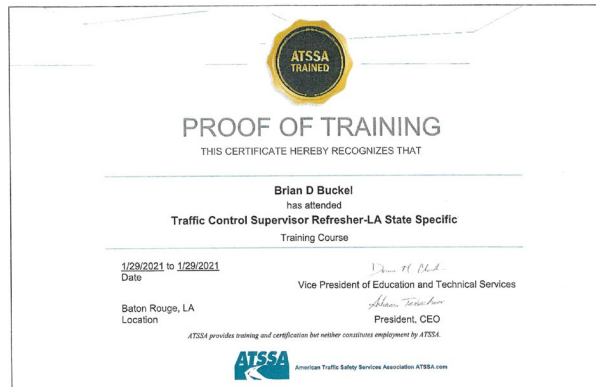 ATSSA
TRAINED
PROOF OF TRAINING
THIS CERTIFICATE HEREBY RECOGNIZES THAT
Brian D Buckel
has attended
Traffic Control Supervisor Refresher-LA State Specific
Training Course
1/29/2021 to 1/29/2021
Date
Vice President of Education and Technical Services
Baton Rouge, LA
Location
President, CEO
ATSSA provides training and certification but neither constitutes employment by ATSSA.
ATSSA
American Traffic Safety Services Association ATSSA.com